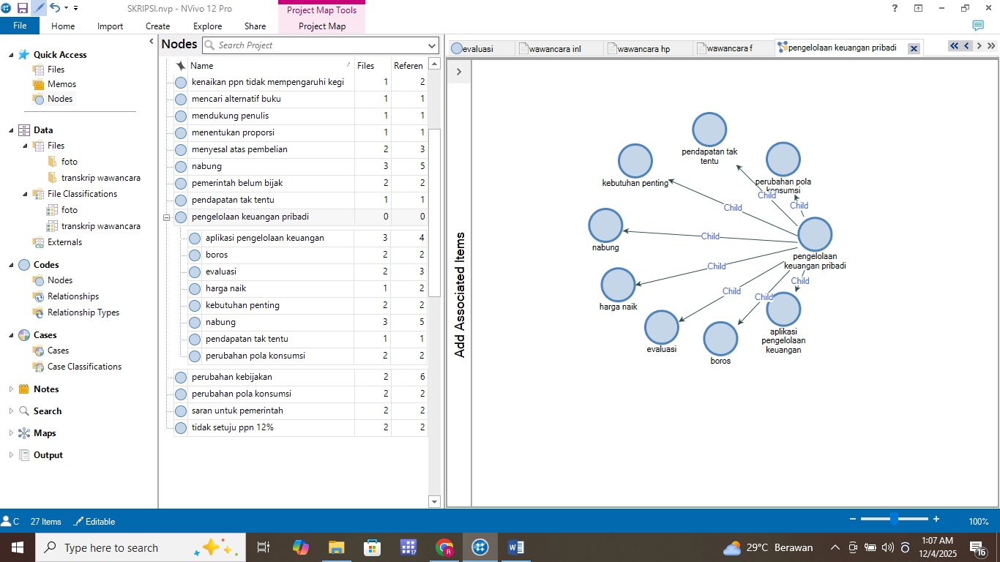 SKRIPSI.nvp - NVivo 12 Pro
Project Map Tools
File Home Import Create Explore Share Project Map
Quick Access
Files
Memos
Nodes
Data
Files
foto
transkrip wawancara
File Classifications
foto
transkrip wawancara
Externals
Codes
Nodes
Relationships
Relationship Types
Cases
Cases
Case Classifications
Notes
Search
Maps
Output
Nodes Search Project
Name Files Referen
kenaikan ppn tidak mempengaruhi kegi 1 2
mencari alternatif buku 1 1
mendukung penulis 1 1
menentukan proporsi 1 1
menyesal atas pembelian 2 3
nabung 3 5
pemerintah belum bijak 2 2
pendapatan tak tentu 1 1
pengelolaan keuangan pribadi 0 0
aplikasi pengelolaan keuangan 3 4
boros 2 2
evaluasi 2 3
harga naik 1 2
kebutuhan penting 2 2
nabung 3 5
pendapatan tak tentu 1 1
perubahan pola konsumsi 2 2
perubahan kebijakan 2 6
perubahan pola konsumsi 2 2
saran untuk pemerintah 2 2
tidak setuju ppn 12% 2 2
evaluasi wawancara inl wawancara hp wawancara f pengelolaan keuangan pribadi
Add Associated Items
pendapatan tak
tentu
kebutuhan penting
perubahan pola
konsumsi
Child
Child
Child
nabung
Child
pengelolaan
keuangan pribadi
Child
harga naik
Child
Child
Child
evaluasi
boros
aplikasi
pengelolaan
keuangan
C 27 Items Editable 100%
Type here to search
17
R
29°C Berawan
1:07 AM
12/4/2025
16